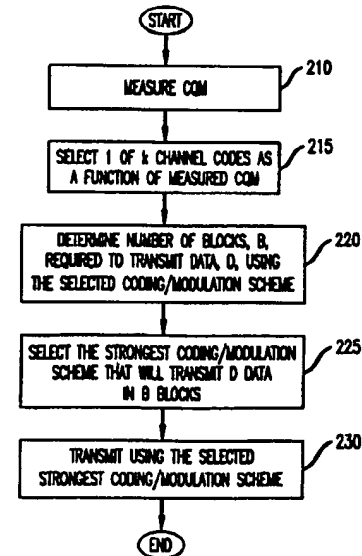 START
MEASURE CQM
210
SELECT 1 OF k CHANNEL CODES AS
A FUNCTION OF MEASURED CQM
215
DETERMINE NUMBER OF BLOCKS, B,
REQUIRED TO TRANSMIT DATA, D, USING
THE SELECTED CODING/MODULATION SCHEME
220
SELECT THE STRONGEST CODING/MODULATION
SCHEME THAT WILL TRANSMIT D DATA
IN B BLOCKS
225
TRANSMIT USING THE SELECTED
STRONGEST CODING/MODULATION SCHEME
230
END